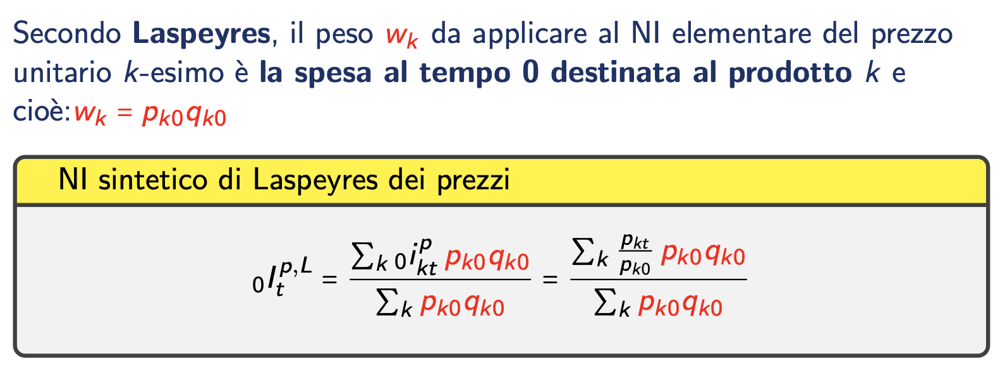 Secondo Laspeyres, il peso w_k da applicare al NI elementare del prezzo
unitario k-esimo è la spesa al tempo 0 destinata al prodotto k e
cioè:w_k = p_{k0}q_{k0}
NI sintetico di Laspeyres dei prezzi
{}_0I_t^{p,L} = \frac{\sum_k {}_0i_{kt}^p p_{k0}q_{k0}}{\sum_k p_{k0}q_{k0}} = \frac{\sum_k \frac{p_{kt}}{p_{k0}} p_{k0}q_{k0}}{\sum_k p_{k0}q_{k0}}